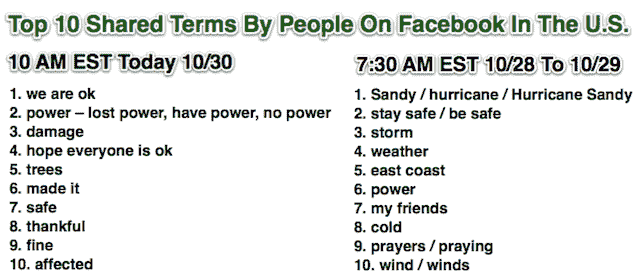 Top 10 Shared Terms By People On Facebook In The U.S.
10 AM EST Today 10/30
1. we are ok
2. power – lost power, have power, no power
3. damage
4. hope everyone is ok
5. trees
6. made it
7. safe
8. thankful
9. fine
10. affected
7:30 AM EST 10/28 To 10/29
1. Sandy / hurricane / Hurricane Sandy
2. stay safe / be safe
3. storm
4. weather
5. east coast
6. power
7. my friends
8. cold
9. prayers / praying
10. wind / winds